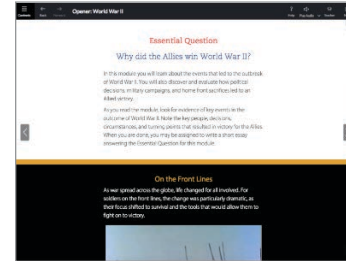 Opener: World War II
Essential Question
Why did the Allies win World War II?
In this module you will learn about the events that led to the outbreak
of World War II. You will also discover and evaluate how political
decisions, military campaigns, and home front sacrifices led to an
Allied victory.
As you read the module, look for evidence of key events in the
outcome of World War II. Note the key people, decisions,
circumstances, and turning points that resulted in victory for the Allies.
When you are done, you may be assigned to write a short essay
answering the Essential Question for this module.
On the Front Lines
As war spread across the globe, life changed for all involved. For
soldiers on the front lines, the change was particularly dramatic, as
their focus shifted to survival and the tools that would allow them to
fight on to victory.